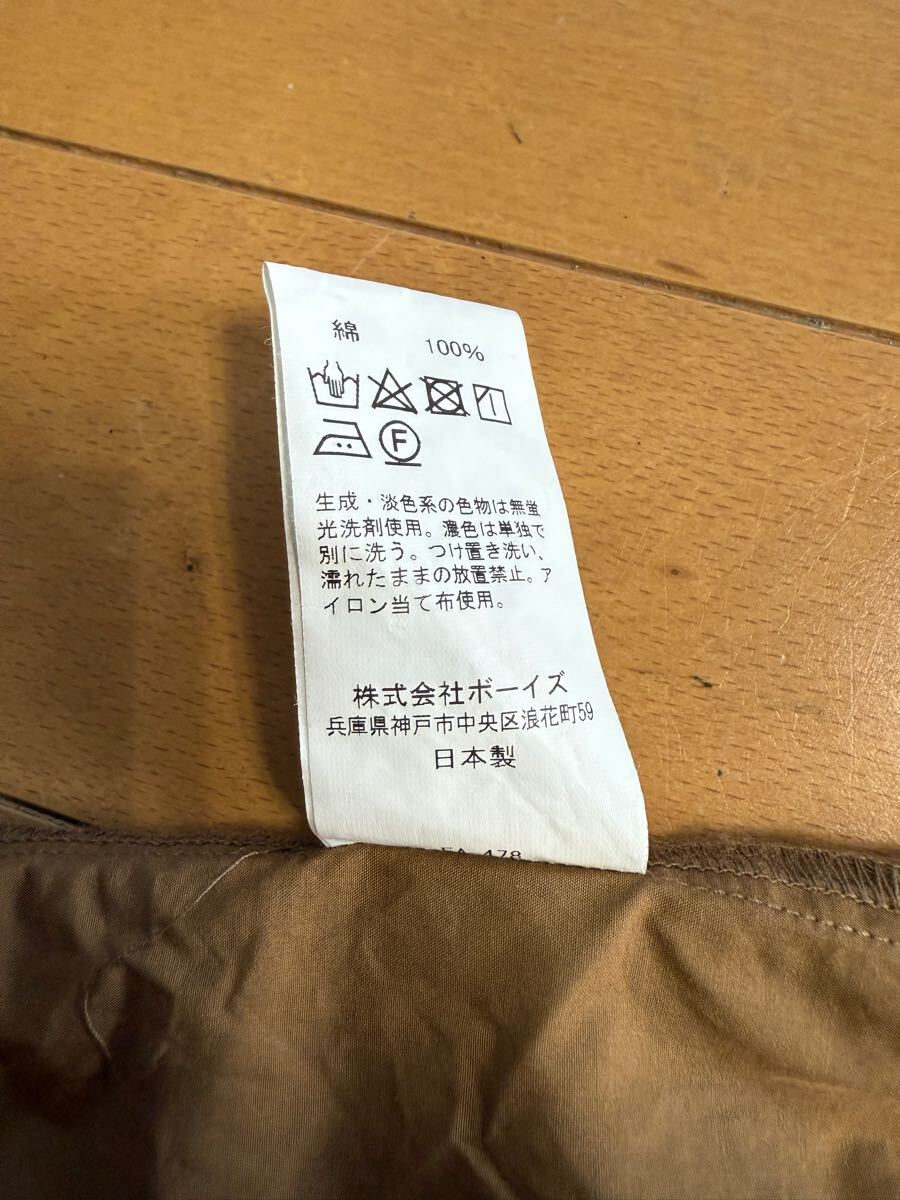 綿 100%
F
生成・淡色系の色物は無蛍
光洗剤使用。濃色は単独で
別に洗う。つけ置き洗い、
濡れたままの放置禁止。ア
イロン当て布使用。
株式会社ボーイズ
兵庫県神戸市中央区浪花町59
日本製